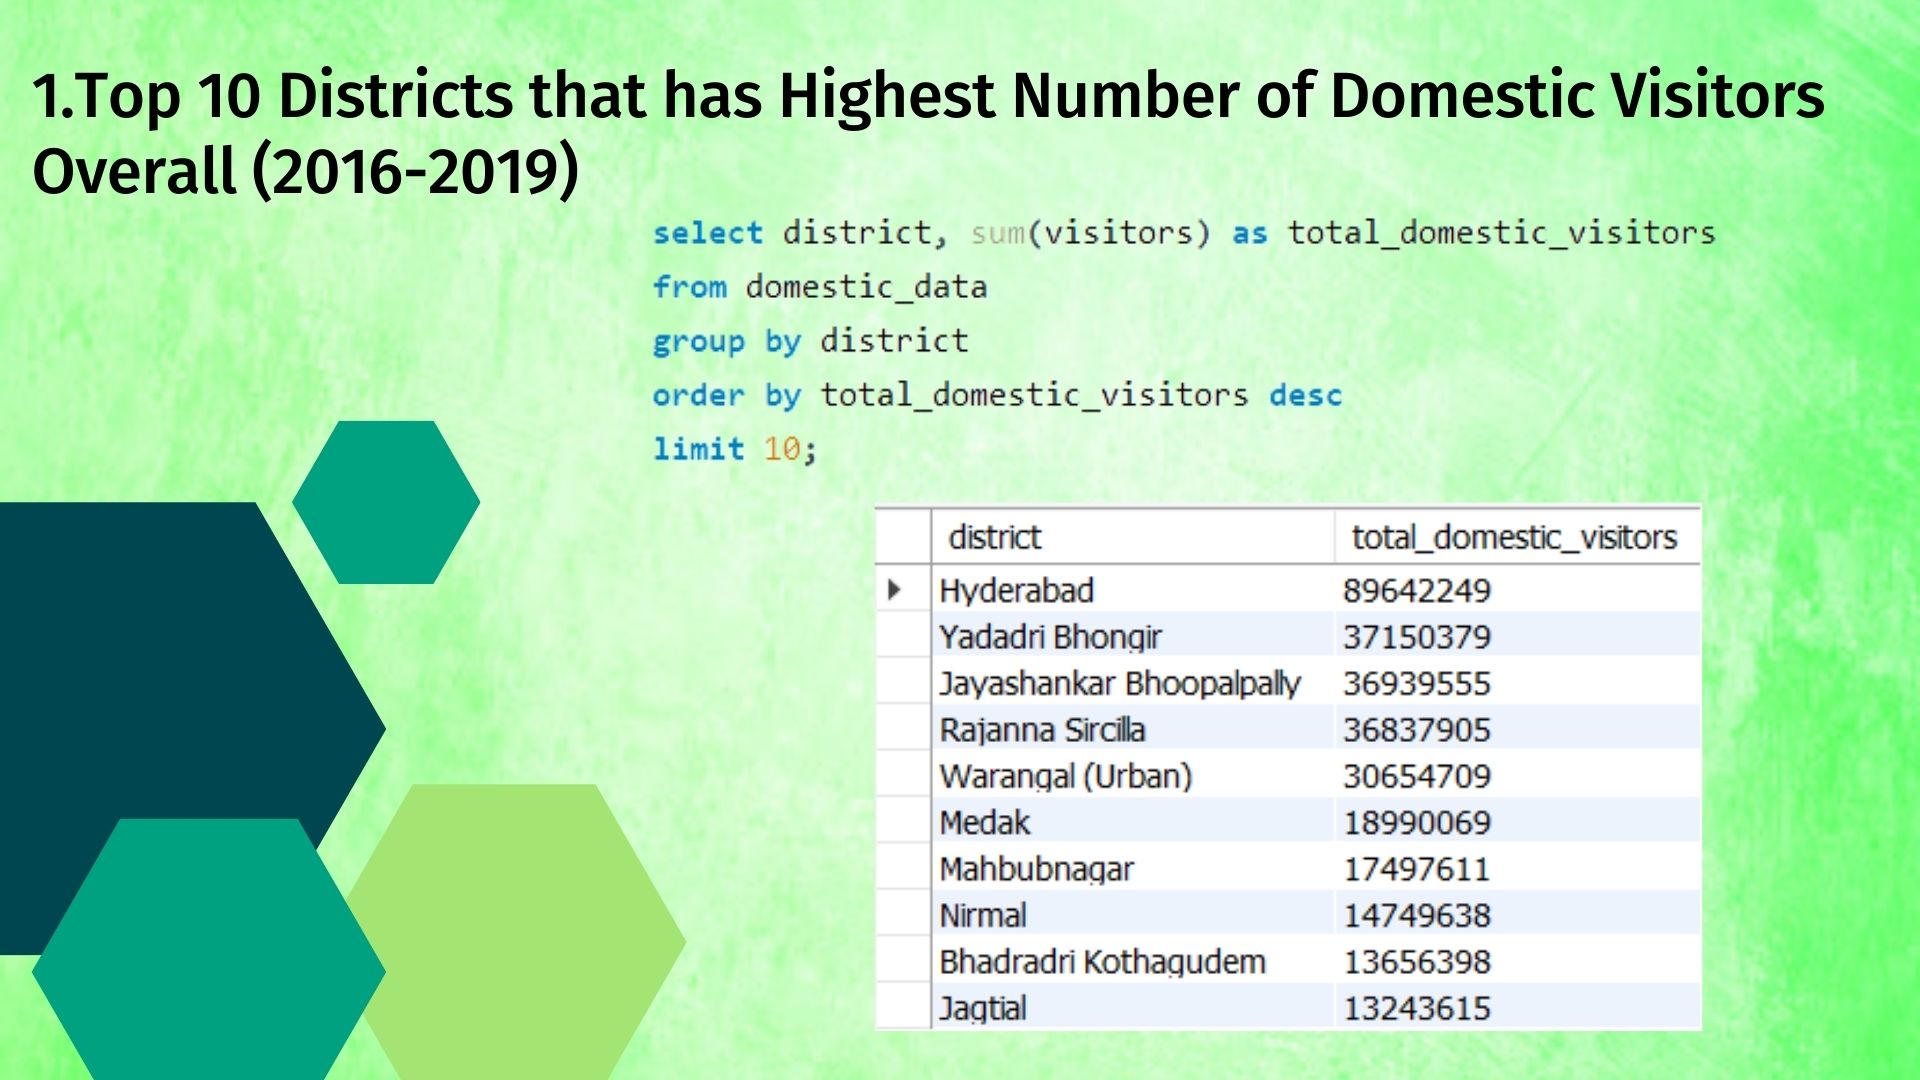 1.Top 10 Districts that has Highest Number of Domestic Visitors
Overall (2016-2019)
select district, sum(visitors) as total_domestic_visitors
from domestic_data
group by district
order by total_domestic_visitors desc
limit 10;
district total_domestic_visitors
Hyderabad 89642249
Yadadri Bhongir 37150379
Jayashankar Bhoopalpally 36939555
Rajanna Sircilla 36837905
Warangal (Urban) 30654709
Medak 18990069
Mahbubnagar 17497611
Nirmal 14749638
Bhadradri Kothagudem 13656398
Jagtial 13243615